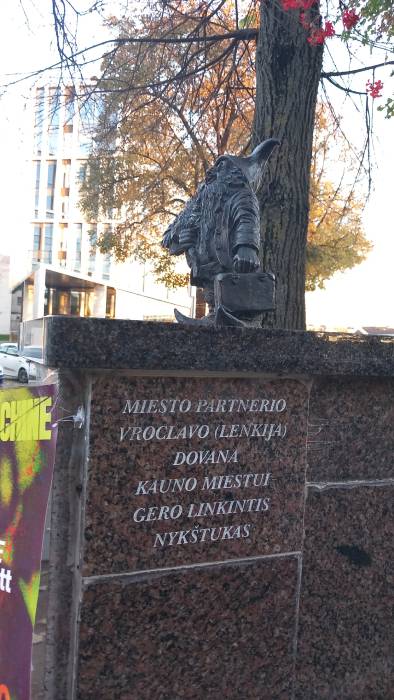 MIESTO PARTNERIO
VROCLAVO (LENKIJA)
DOVANA
KAUNO MIESTUI
GERO LINKINTIS
NYKŠTUKAS